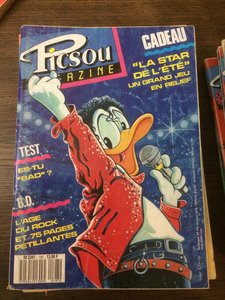 Picsou
MAGAZINE
CADEAU
"LA STAR
DE L'ÉTÉ"
UN GRAND JEU
EN RELIEF
TEST
ES-TU
"BAD" ?
B.D.
L'AGE
DU ROCK
ET 75 PAGES
PETILLANTES